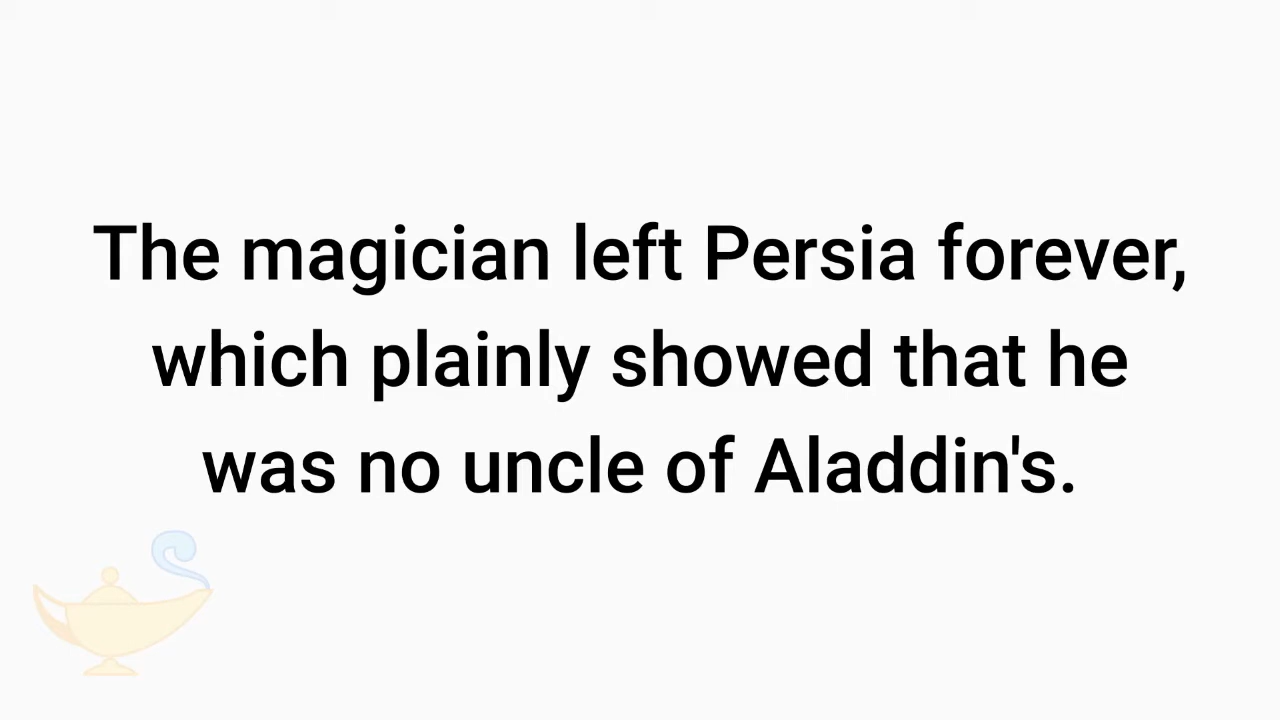 The magician left Persia forever,
which plainly showed that he
was no uncle of Aladdin's.